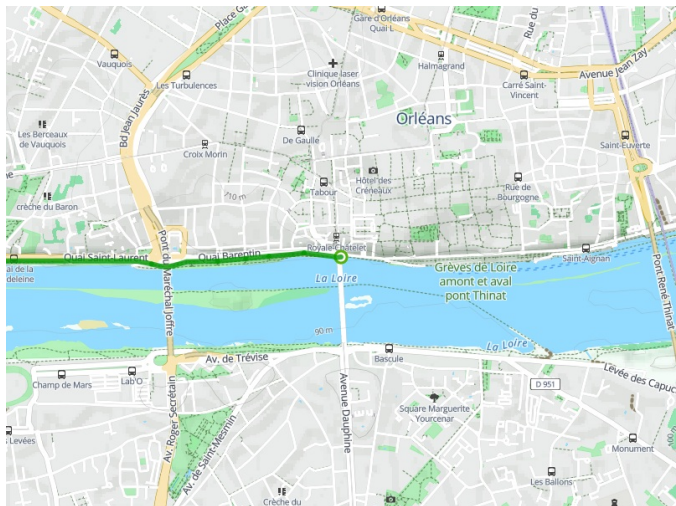 Place Ga
Gare d'Orléans
Quai L
Rue du
Vauquois
Halmagrand
Avenue Jean Zay
Les Turbulences
Clinique laser
vision Orléans
Carré Saint-
Vincent
Bd Jean Jaurès
Orléans
Les Berceaux
de Vauquois
De Gaulle
Croix Morin
Saint-Euverte
Hôtel des
Créneaux
Tabour
Rue de
Bourgogne
110 m
crèche du Baron
Royale-Châtelet
Quai Saint-Laurent
Quai Barentin
Pont du Maréchal Joffre
Saint-Aignan
Pont René Thinat
ai de la
deleine
La Loire
Grèves de Loire
amont et aval
pont Thinat
90 m
La Loire
Av. de Trévise
Bascule
Levée des Capuc
Champ de Mars
Lab'O
D 951
Avenue Dauphine
Square Marguerite
Yourcenar
Av. Roger Secrétain
Av. de Saint-Mesmin
s Levées
Monument
100 m
Les Ballons
Crèche du